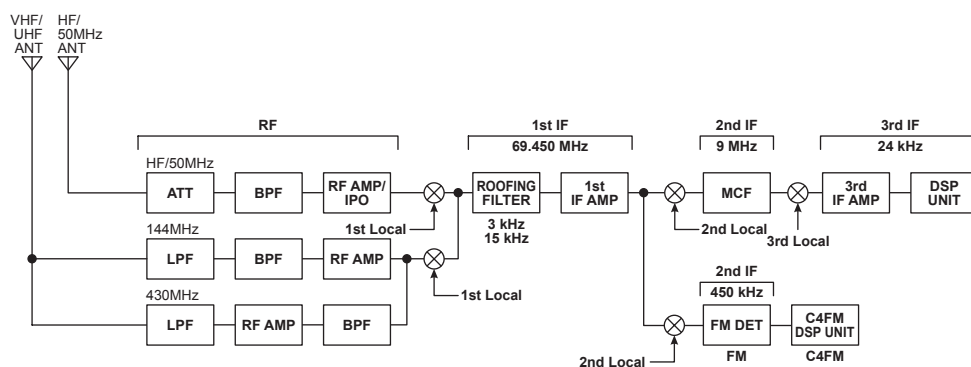 VHF/
UHF
ANT
HF/
50MHz
ANT
RF
1st IF
69.450 MHz
2nd IF
9 MHz
3rd IF
24 kHz
HF/50MHz
ATT
BPF
RF AMP/
IPO
1st Local
ROOFING
FILTER
3 kHz
15 kHz
1st
IF AMP
2nd Local
MCF
3rd Local
3rd
IF AMP
DSP
UNIT
144MHz
LPF
BPF
RF AMP
1st Local
430MHz
LPF
RF AMP
BPF
2nd IF
450 kHz
2nd Local
FM DET
FM
C4FM
DSP UNIT
C4FM